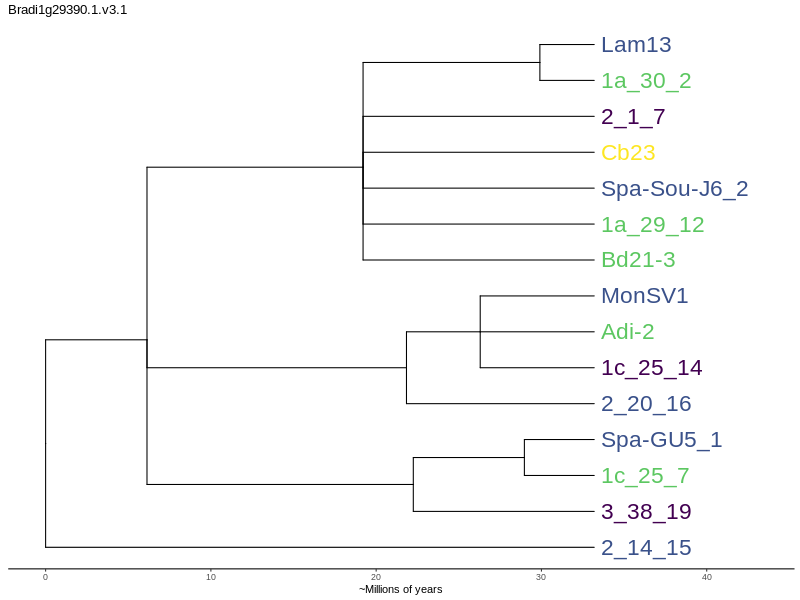 Bradi1g29390.1.v3.1
Lam13
1a_30_2
2_1_7
Cb23
Spa-Sou-J6_2
1a_29_12
Bd21-3
MonSV1
Adi-2
1c_25_14
2_20_16
Spa-GU5_1
1c_25_7
3_38_19
2_14_15
0 10 20 30 40
~Millions of years